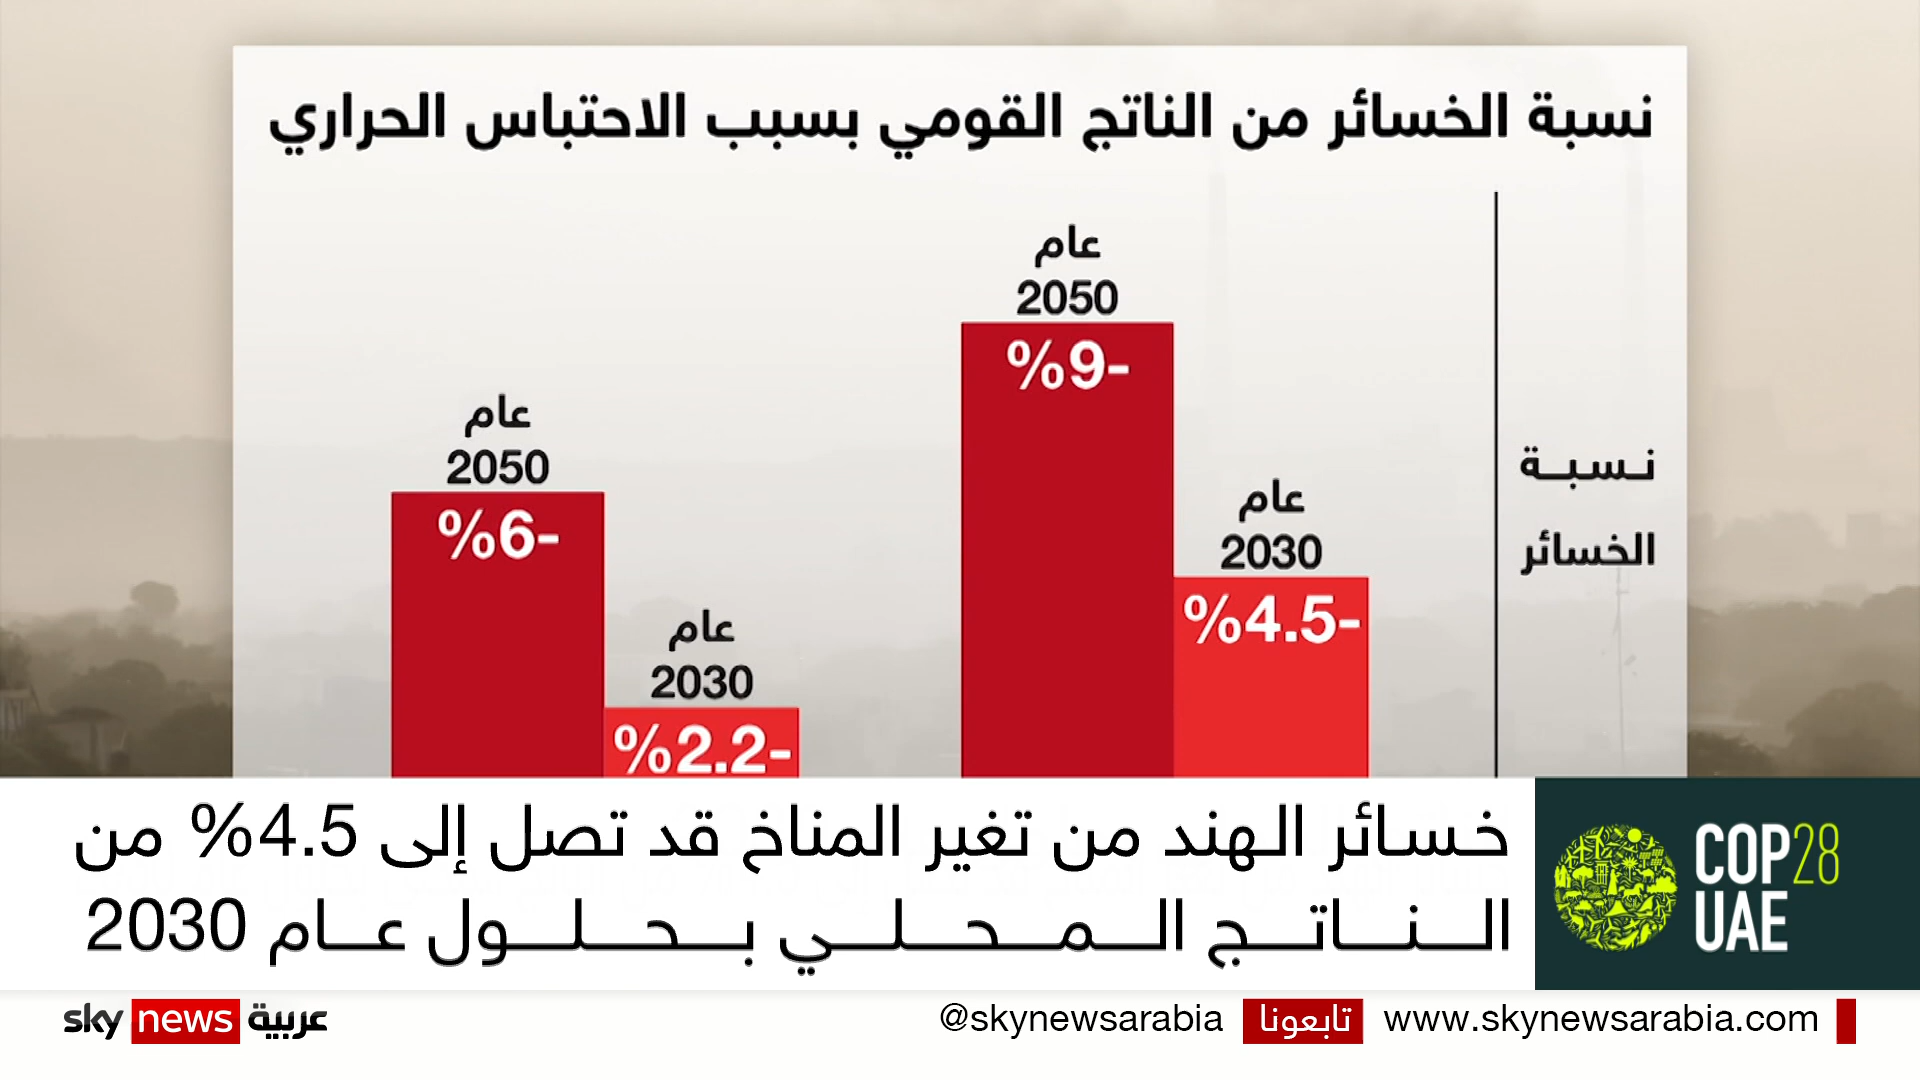 نسبة الخسائر من الناتج القومي بسبب الاحتباس الحراري
نسبة
الخسائر
عام
2050
%9-
عام
2030
%4.5-
عام
2050
%6-
عام
2030
%2.2-
خسائر الهند من تغير المناخ قد تصل إلى 4.5% من
الناتج المحلي بحلول عام 2030
COP28
UAE
www.skynewsarabia.com تابعونا @skynewsarabia
sky news عربية